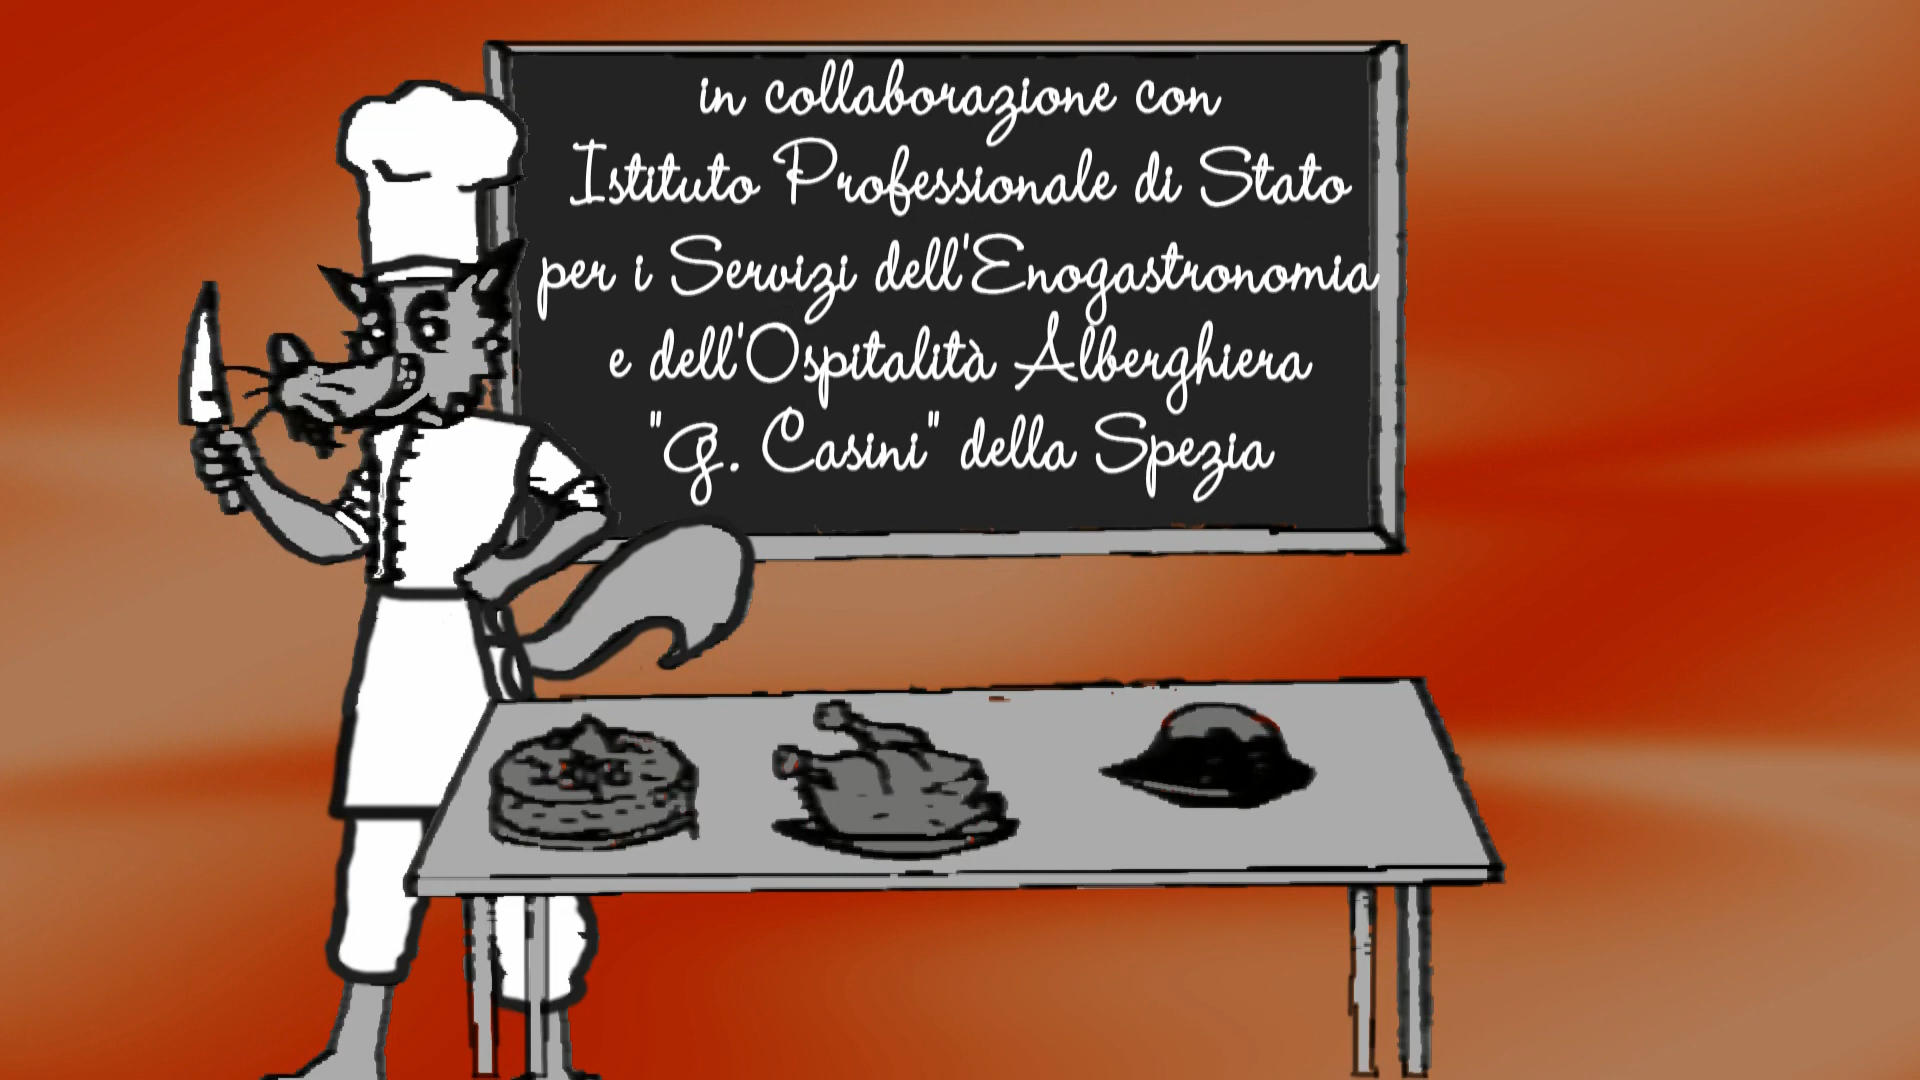 in collaborazione con
Istituto Professionale di Stato
per i Servizi dell'Enogastronomia
e dell'Ospitalità Alberghiera
"G. Casini" della Spezia